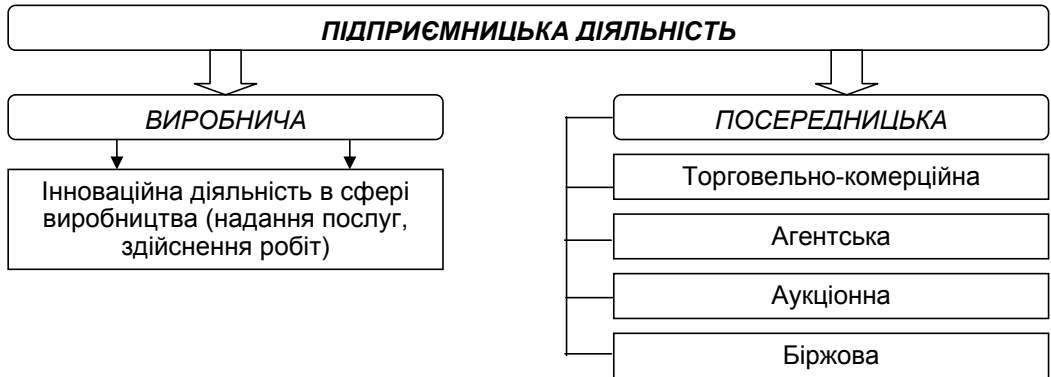 ПІДПРИЄМНИЦЬКА ДІЯЛЬНІСТЬ
ВИРОБНИЧА
Інноваційна діяльність в сфері
виробництва (надання послуг,
здійснення робіт)
ПОСЕРЕДНИЦЬКА
Торговельно-комерційна
Агентська
Аукціонна
Біржова